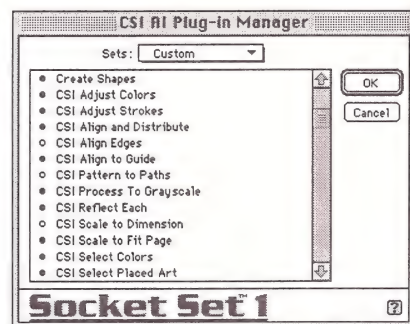 CSI AI Plug-in Manager
Sets: Custom
Create Shapes
OK
CSI Adjust Colors
CSI Adjust Strokes
Cancel
CSI Align and Distribute
CSI Align Edges
CSI Align to Guide
CSI Pattern to Paths
CSI Process To Grayscale
CSI Reflect Each
CSI Scale to Dimension
CSI Scale to Fit Page
CSI Select Colors
CSI Select Placed Art
Socket Set™ 1
?